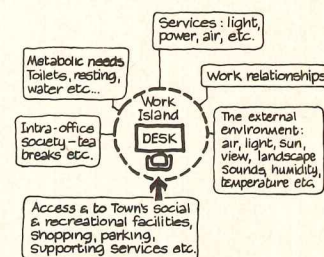 Services: light,
power, air, etc.
Metabolic needs
Toilets, resting,
water etc...
Work relationships
Work
Island
DESK
Intra-office
society-tea
breaks etc.
The external
environment:
air, light, sun,
view, landscape
sounds, humidity,
temperature etc,
Access & to Town's social
& recreational facilities,
shopping, parking,
supporting services etc.